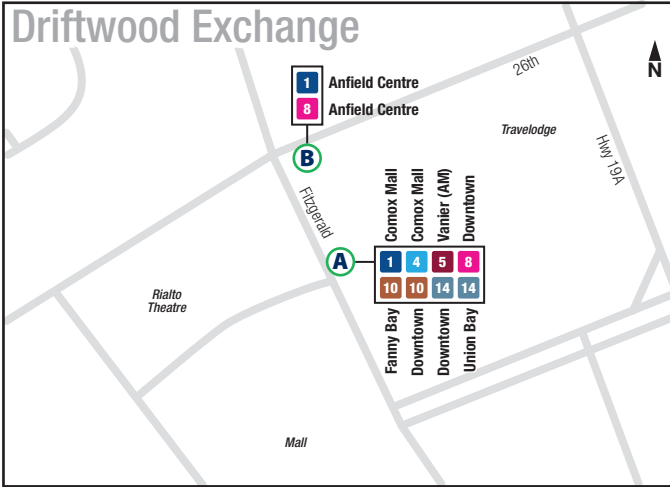 Driftwood Exchange
N
26th
1 Anfield Centre
8 Anfield Centre
B
Travelodge
Hwy 19A
Fitzgerald
Comox Mall
Comox Mall
Vanier (AM)
Downtown
A
1 4 5 8
10 10 14 14
Fanny Bay
Downtown
Downtown
Union Bay
Rialto
Theatre
Mall